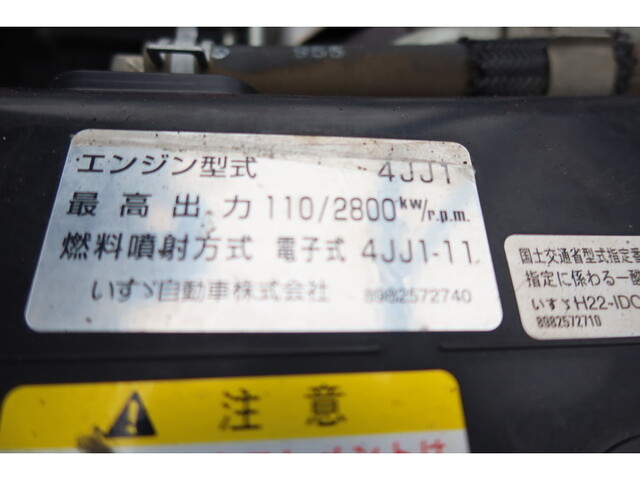 955
エンジン型式 4JJ1
最高出力 110/2800kw/r.p.m.
燃料噴射方式 電子式 4JJ1-11
いすゞ自動車株式会社 8982572740
国土交通省型式指定番
指定に係わる一酸
いすゞH22-IDC
8982572710
注意